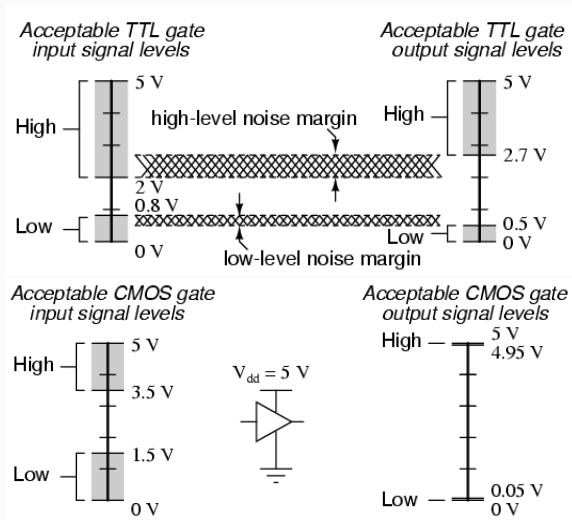 Acceptable TTL gate
input signal levels
Acceptable TTL gate
output signal levels
5 V
High
high-level noise margin
2 V
0.8 V
Low
0 V
low-level noise margin
5 V
High
2.7 V
0.5 V
Low
0 V
Acceptable CMOS gate
input signal levels
Acceptable CMOS gate
output signal levels
5 V
High
3.5 V
1.5 V
Low
0 V
Vdd = 5 V
5 V
High
4.95 V
0.05 V
Low
0 V